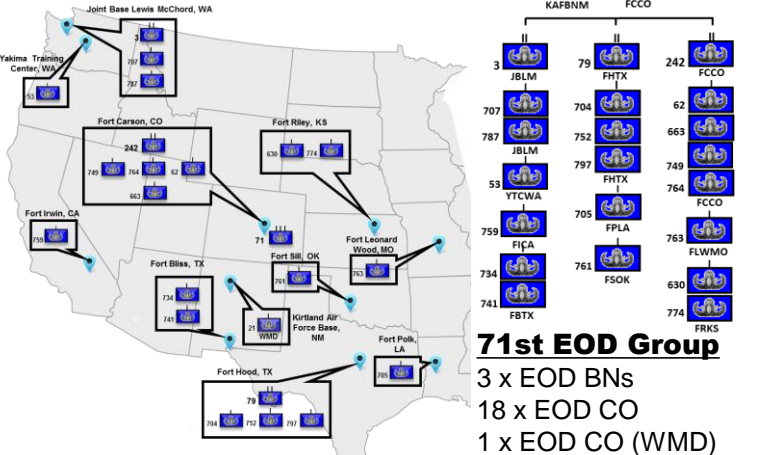 Joint Base Lewis McChord, WA
3
707
787
Yakima Training
Center, WA
53
Fort Carson, CO
242
749
764
62
663
Fort Riley, KS
630
774
Fort Irwin, CA
759
71
Fort Leonard
Wood, MO
763
Fort Sill, OK
761
Fort Bliss, TX
734
741
21
WMD
Kirtland Air
Force Base,
NM
Fort Polk,
LA
705
Fort Hood, TX
79
704
752
797
KAFBNM
FCCO
3
JBLM
707
787
JBLM
53
YTCWA
759
FICA
734
741
FBTX
79
FHTX
704
752
797
FHTX
705
FPLA
761
FSOK
242
FCCO
62
663
749
764
FCCO
763
FLWMO
630
774
FRKS
71st EOD Group
3 x EOD BNs
18 x EOD CO
1 x EOD CO (WMD)